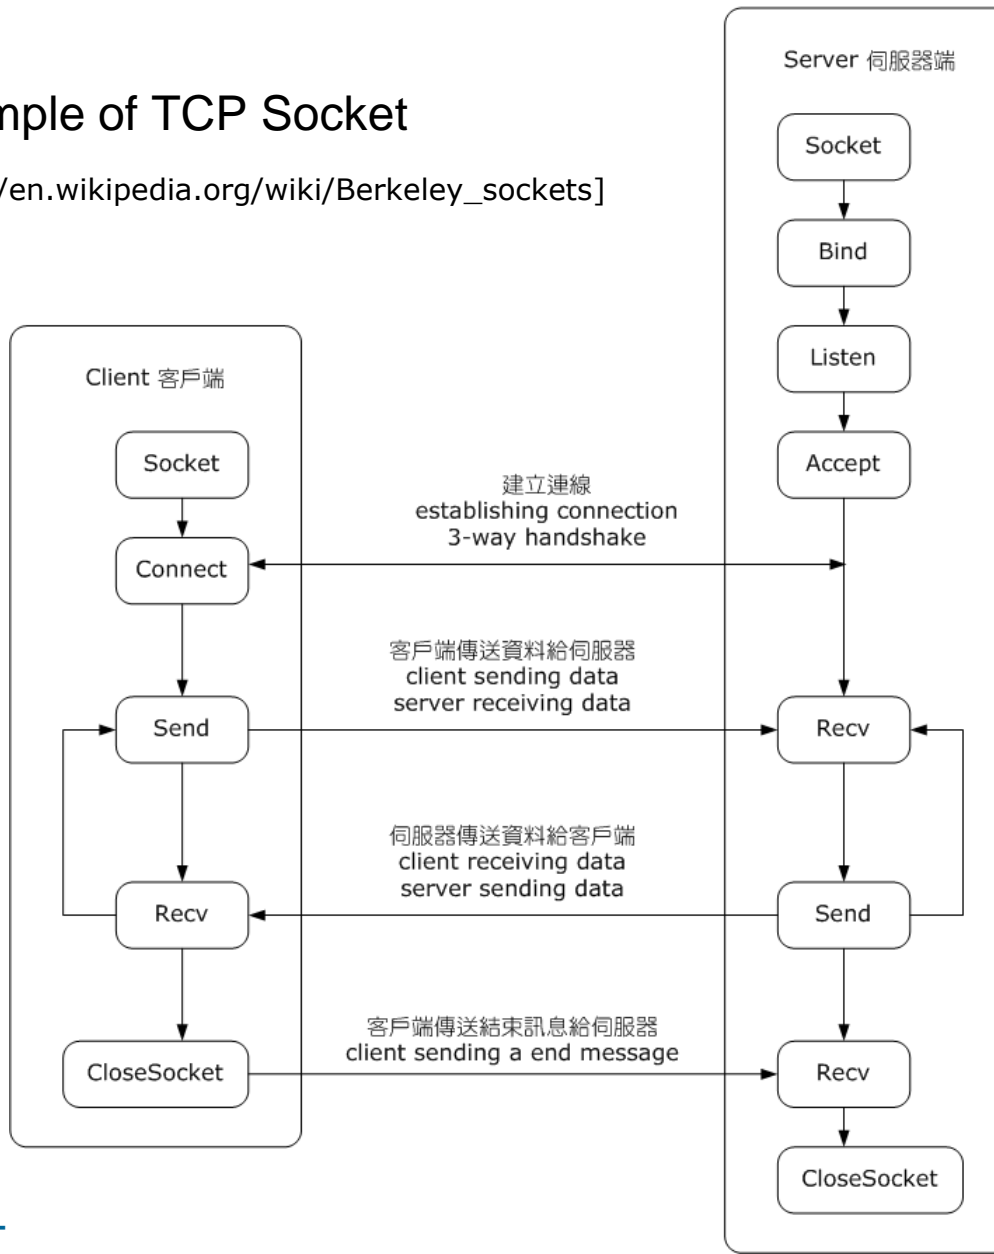 mple of TCP Socket
/en.wikipedia.org/wiki/Berkeley_sockets]
Server 伺服器端
Socket
Bind
Listen
Accept
Recv
Send
Recv
CloseSocket
Client 客戶端
Socket
Connect
Send
Recv
CloseSocket
建立連線
establishing connection
3-way handshake
客戶端傳送資料給伺服器
client sending data
server receiving data
伺服器傳送資料給客戶端
client receiving data
server sending data
客戶端傳送結束訊息給伺服器
client sending a end message